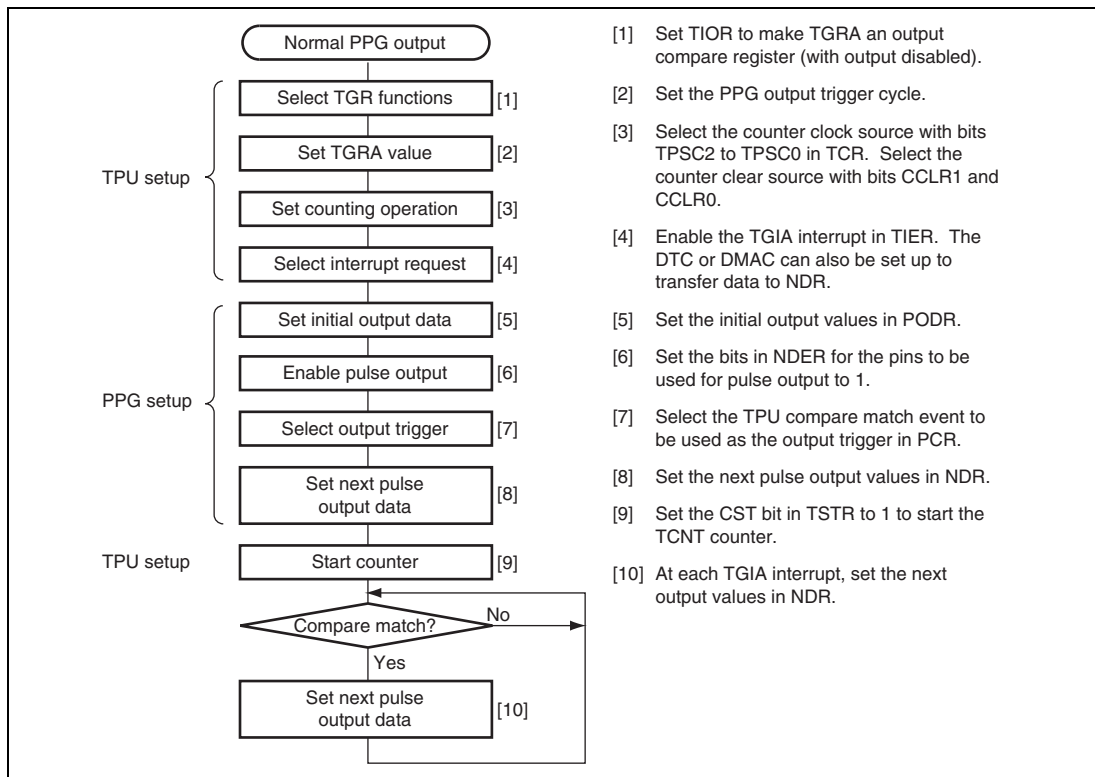 Normal PPG output
Select TGR functions [1]
Set TGRA value [2]
TPU setup
Set counting operation [3]
Select interrupt request [4]
Set initial output data [5]
Enable pulse output [6]
PPG setup
Select output trigger [7]
Set next pulse
output data [8]
TPU setup
Start counter [9]
Compare match?
No
Yes
Set next pulse
output data [10]
[1] Set TIOR to make TGRA an output
compare register (with output disabled).
[2] Set the PPG output trigger cycle.
[3] Select the counter clock source with bits
TPSC2 to TPSC0 in TCR. Select the
counter clear source with bits CCLR1 and
CCLR0.
[4] Enable the TGIA interrupt in TIER. The
DTC or DMAC can also be set up to
transfer data to NDR.
[5] Set the initial output values in PODR.
[6] Set the bits in NDER for the pins to be
used for pulse output to 1.
[7] Select the TPU compare match event to
be used as the output trigger in PCR.
[8] Set the next pulse output values in NDR.
[9] Set the CST bit in TSTR to 1 to start the
TCNT counter.
[10] At each TGIA interrupt, set the next
output values in NDR.